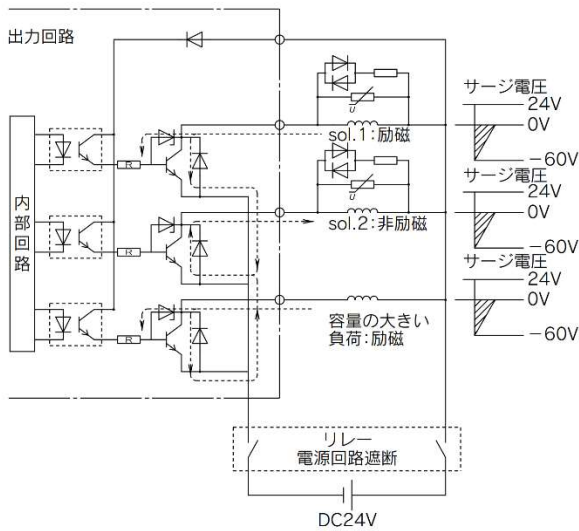 出力回路
内部回路
R
R
R
sol.1:励磁
U
sol.2:非励磁
U
容量の大きい
負荷:励磁
サージ電圧
24V
0V
−60V
サージ電圧
24V
0V
−60V
サージ電圧
24V
0V
−60V
リレー
電源回路遮断
DC24V